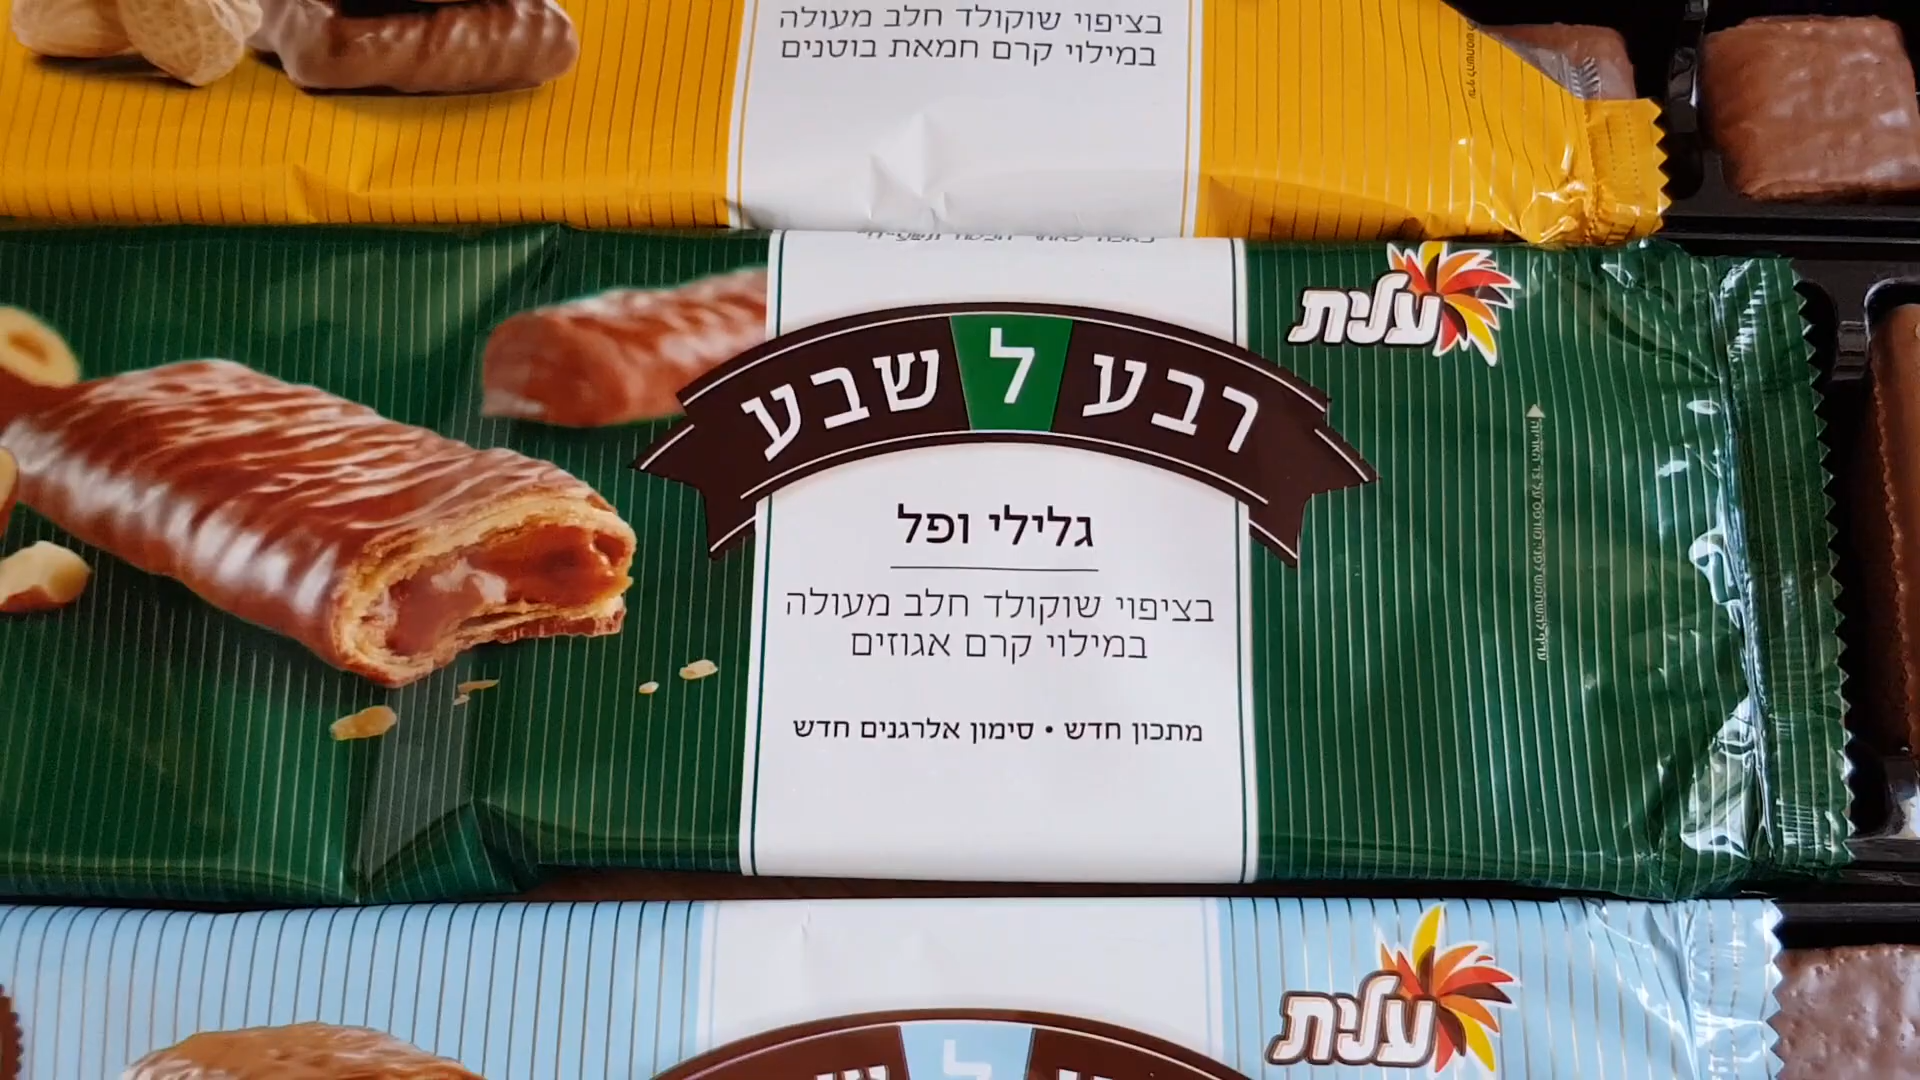 בציפוי שוקולד חלב מעולה
במילוי קרם חמאת בוטנים
עלית
רבע ל שבע
גלילי ופל
בציפוי שוקולד חלב מעולה
במילוי קרם אגוזים
מתכון חדש • סימון אלרגנים חדש
עלית
ל